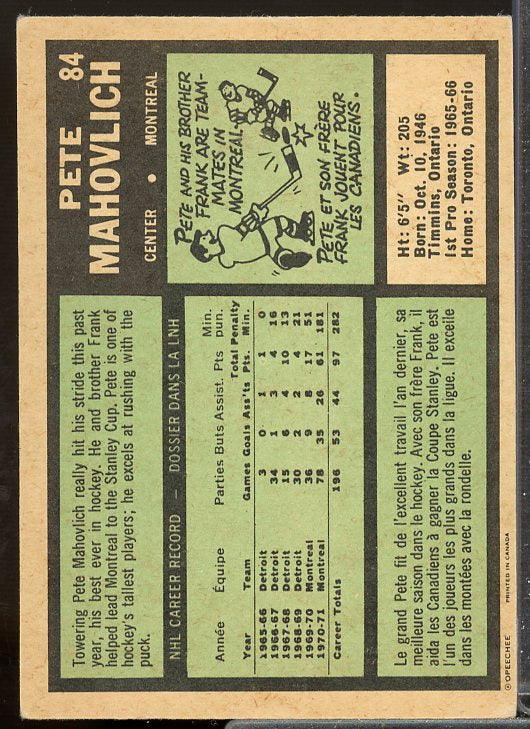 PETE 84
MAHOVLICH
CENTER • MONTREAL
PETE AND HIS BROTHER
FRANK ARE TEAM-
MATES IN
MONTREAL.
PETE ET SON FRÈRE
FRANK JOUENT POUR
LES CANADIENS.
Ht: 6'5" Wt: 205
Born: Oct. 10, 1946
Timmins, Ontario
1st Pro Season: 1965-66
Home: Toronto, Ontario
Towering Pete Mahovlich really hit his stride this past
year, his best ever in hockey. He and brother Frank
helped lead Montreal to the Stanley Cup. Pete is one of
hockey's tallest players; he excels at rushing with the
puck.
NHL CAREER RECORD — DOSSIER DANS LA LNH
Année Équipe Parties Buts Assist. Pts Min. pun.
Year Team Games Goals Ass'ts Total Pts. Penalty Min.
1965-66 Detroit 3 0 1 1 0
1966-67 Detroit 34 1 3 4 16
1967-68 Detroit 15 6 4 10 13
1968-69 Detroit 30 2 2 4 21
1969-70 Montreal 36 9 8 17 51
1970-71 Montreal 78 35 26 61 181
Career Totals 196 53 44 97 282
Le grand Pete fit de l'excellent travail l'an dernier, sa
meilleure saison dans le hockey. Avec son frère Frank, il
aida les Canadiens à gagner la Coupe Stanley. Pete est
l'un des joueurs les plus grands dans la ligue. Il excelle
dans les montées avec la rondelle.
©OPEECHEE PRINTED IN CANADA